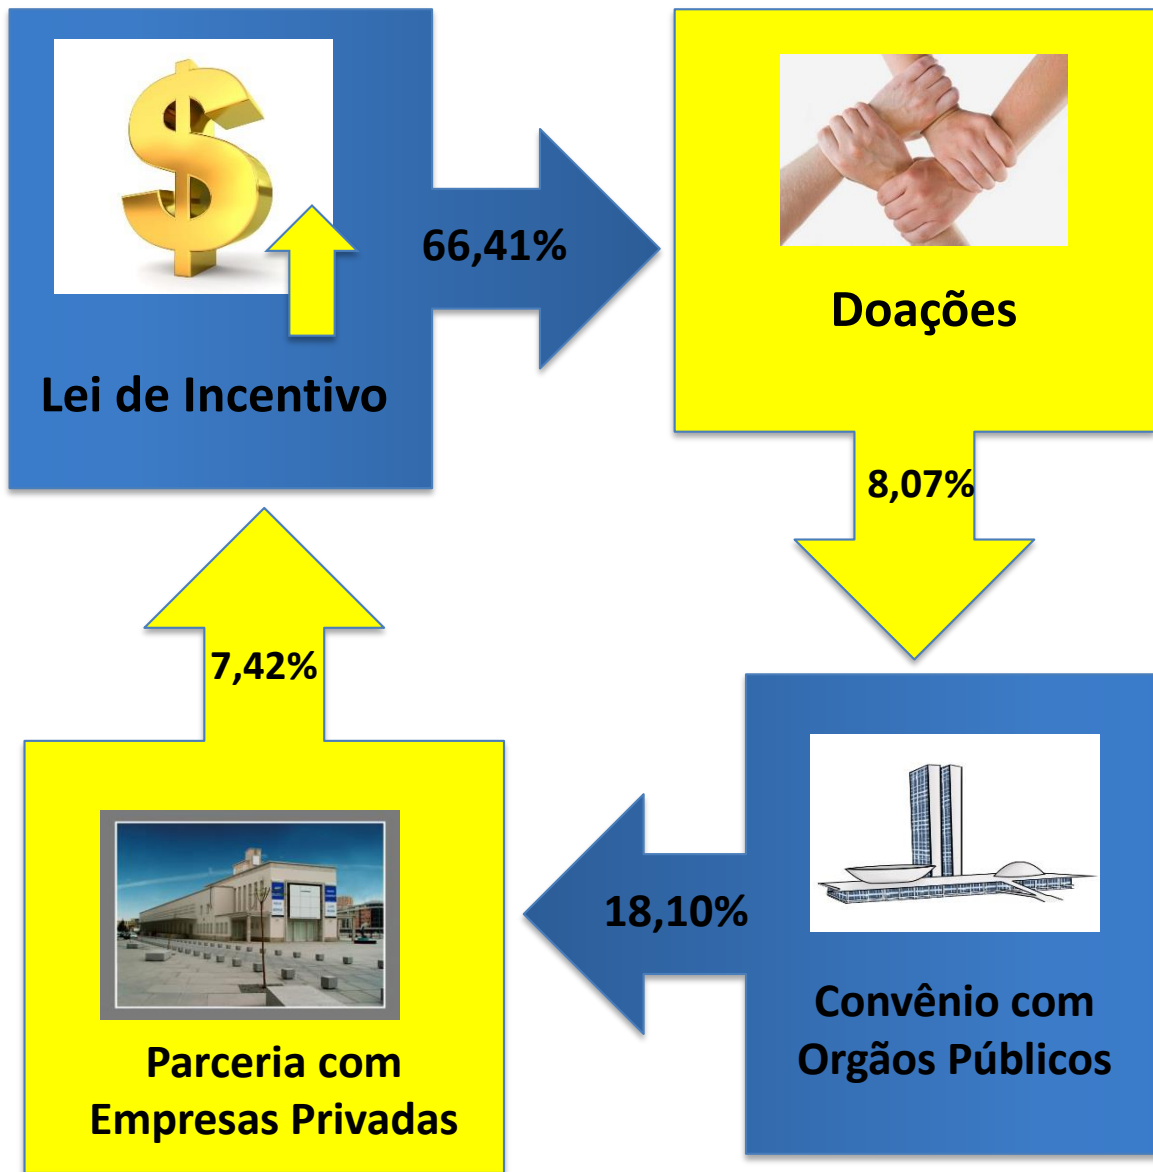 Lei de Incentivo
66,41%
Doações
8,07%
Convênio com
Orgãos Públicos
18,10%
Parceria com
Empresas Privadas
7,42%